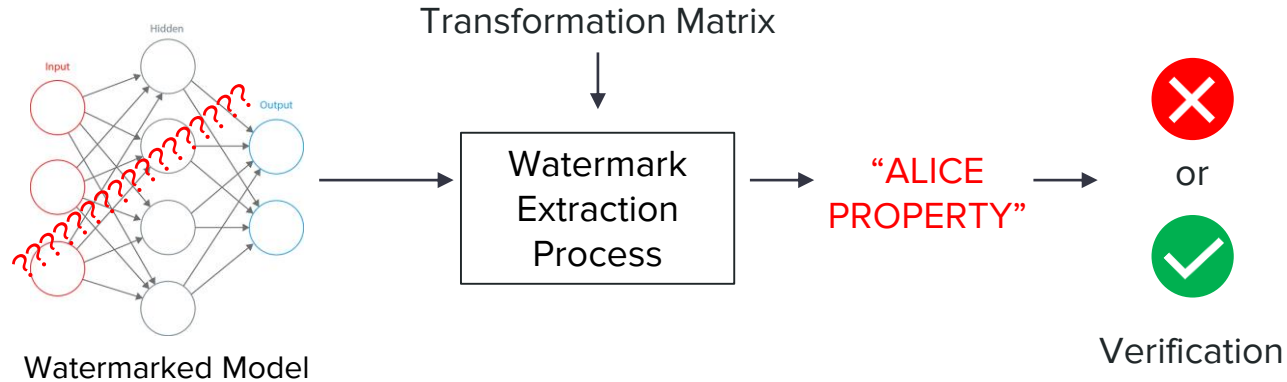 Transformation Matrix
Hidden
Input
Output
??????????????????????
Watermark
Extraction
Process
“ALICE
PROPERTY”
or
Watermarked Model
Verification